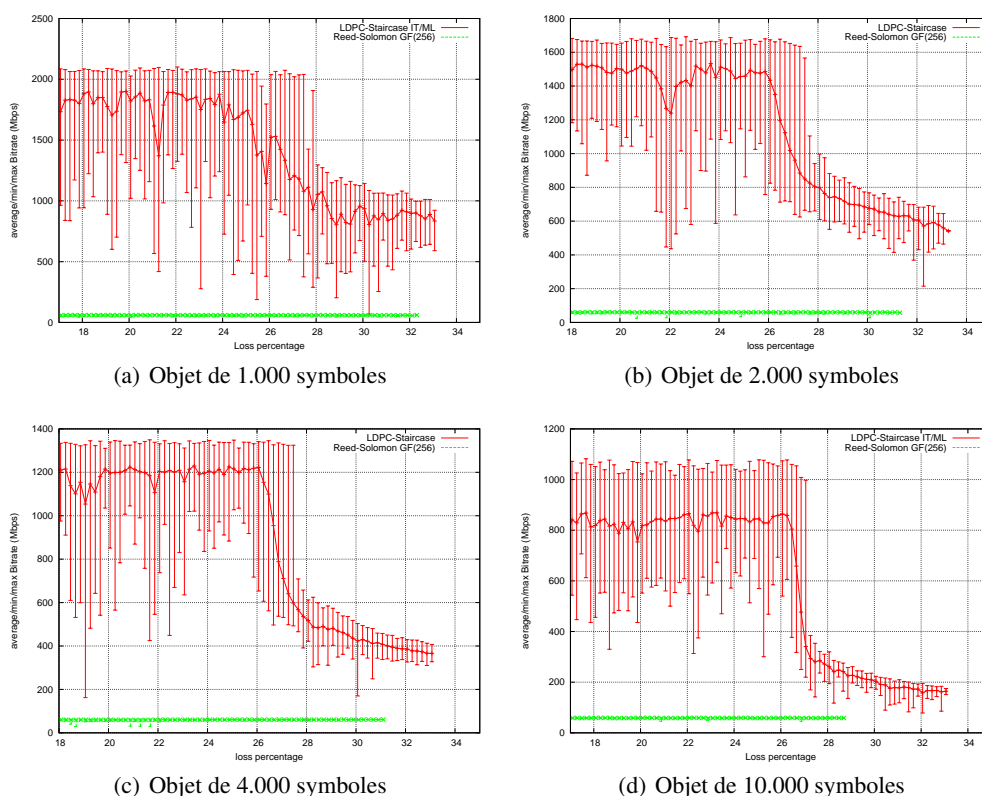 2500
2000
1500
1000
500
0
average/min/max Bitrate (Mbps)
LDPC-Staircase IT/ML
Reed-Solomon GF(256)
18 20 22 24 26 28 30 32 34
Loss percentage
(a) Objet de 1.000 symboles
1800
1600
1400
1200
1000
800
600
400
200
0
average/min/max Bitrate (Mbps)
LDPC-Staircase
Reed-Solomon GF(256)
18 20 22 24 26 28 30 32 34
loss percentage
(b) Objet de 2.000 symboles
1400
1200
1000
800
600
400
200
0
average/min/max Bitrate (Mbps)
LDPC-Staircase IT/ML
Reed-Solomon GF(256)
18 20 22 24 26 28 30 32 34
loss percentage
(c) Objet de 4.000 symboles
1200
1000
800
600
400
200
0
average/min/max Bitrate (Mbps)
LDPC-Staircase IT/ML
Reed-Solomon GF(256)
18 20 22 24 26 28 30 32 34
Loss percentage
(d) Objet de 10.000 symboles